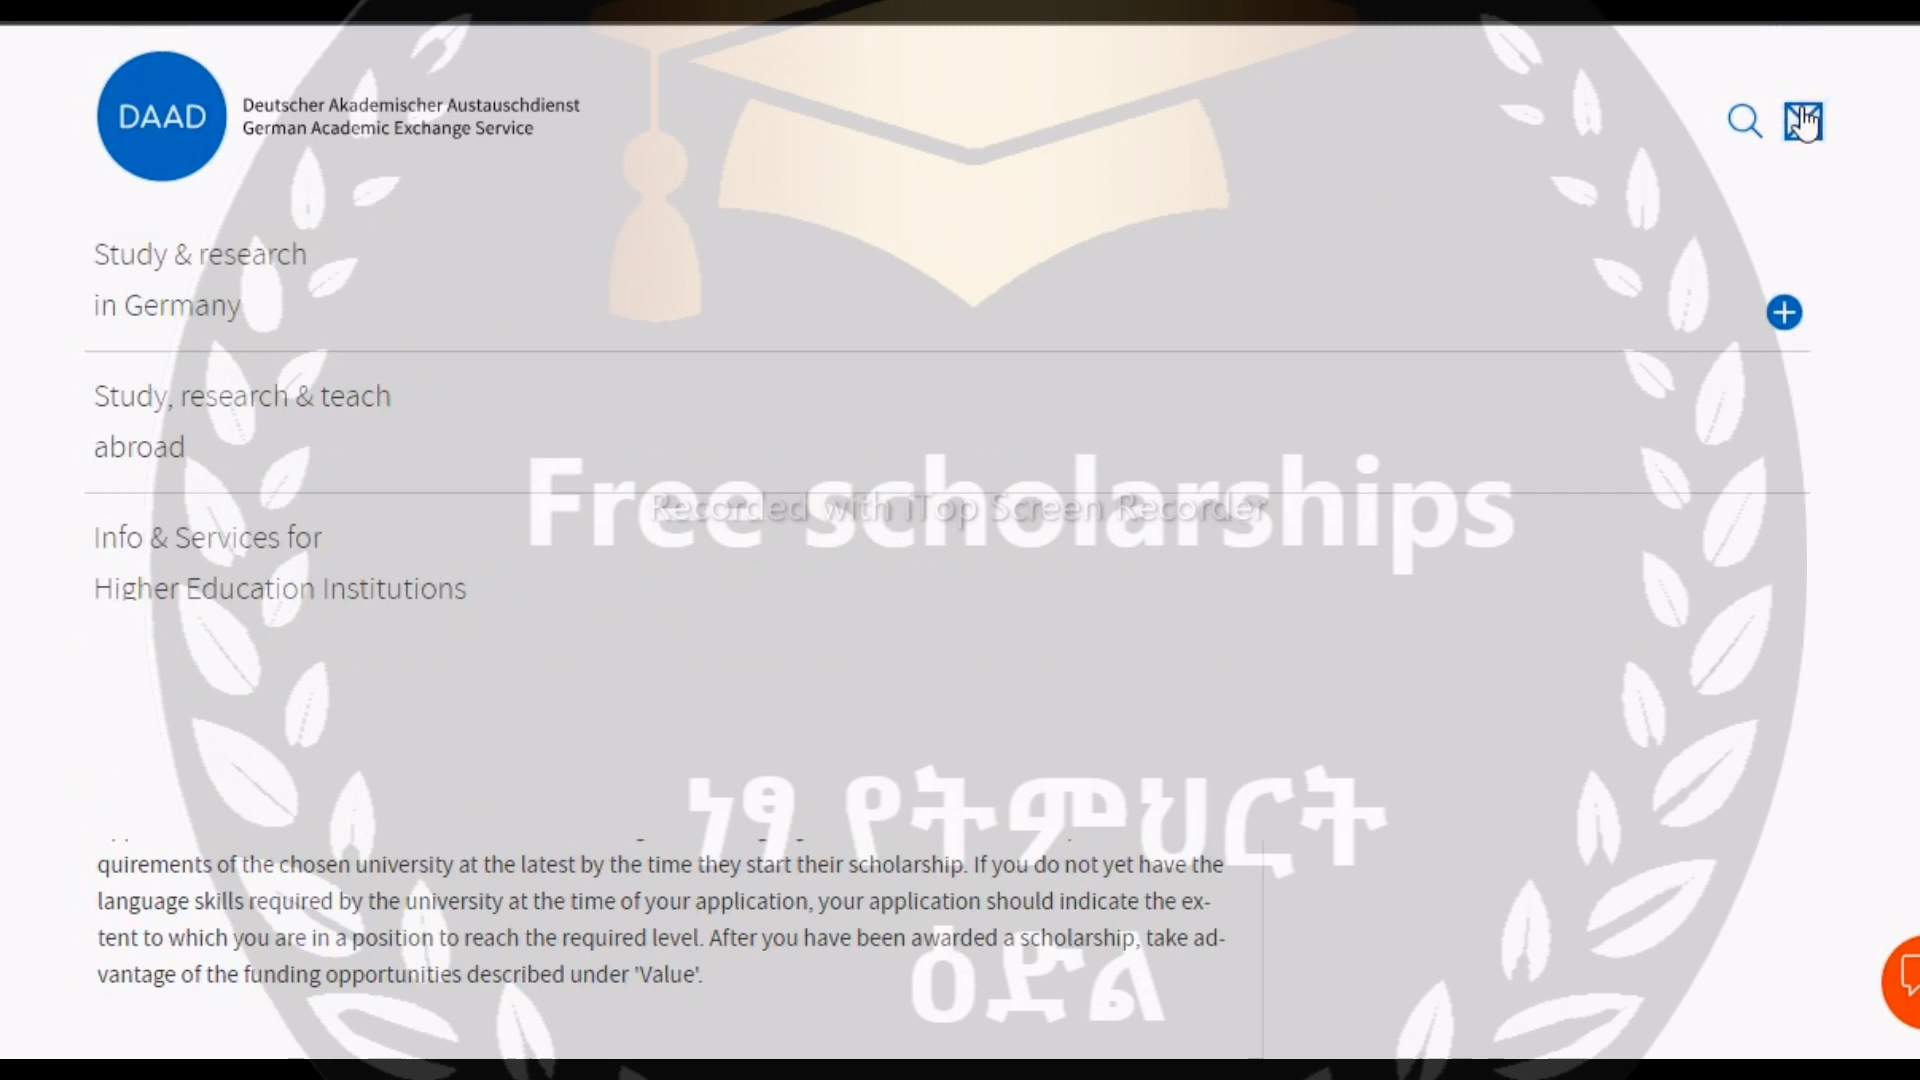 DAAD
Deutscher Akademischer Austauschdienst
German Academic Exchange Service
Study & research
in Germany
Study, research & teach
abroad
Free scholarships
Recorded with iTop Screen Recorder
Info & Services for
Higher Education Institutions
ነፃ የትምህርት
quirements of the chosen university at the latest by the time they start their scholarship. If you do not yet have the
language skills required by the university at the time of your application, your application should indicate the ex-
tent to which you are in a position to reach the required level. After you have been awarded a scholarship, take ad-
ዕድል
vantage of the funding opportunities described under 'Value'.